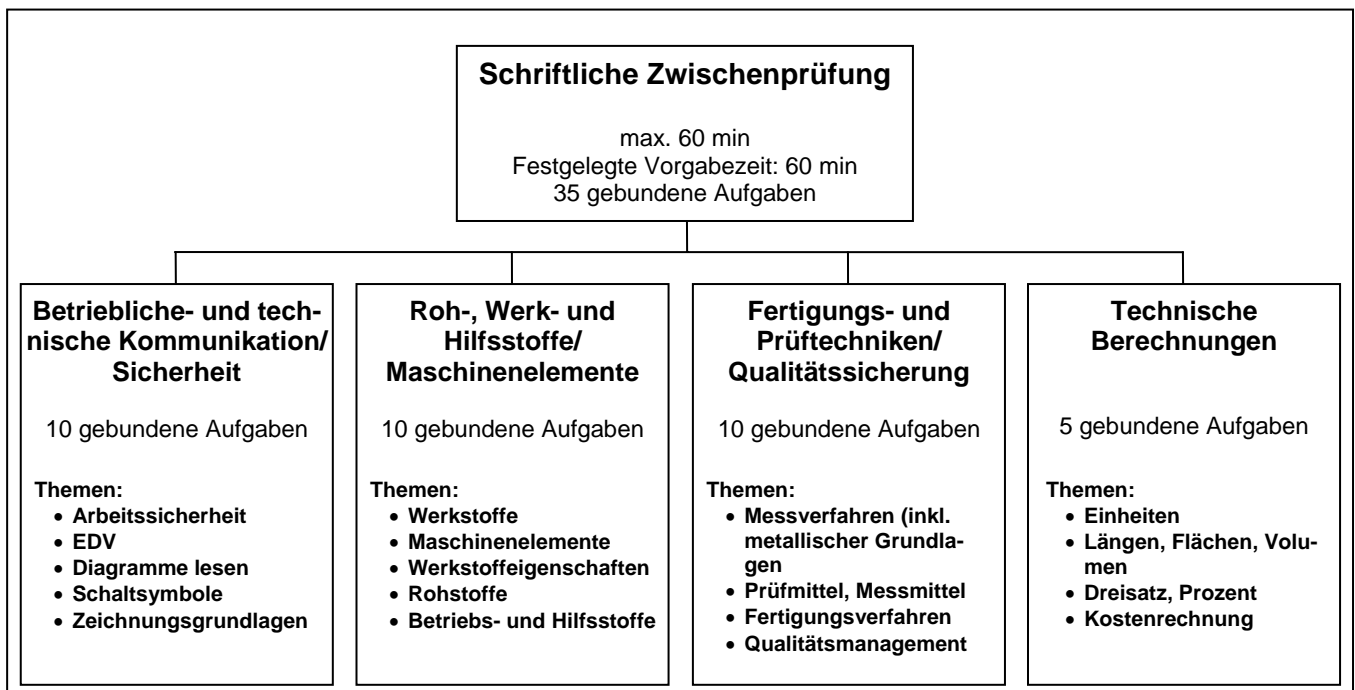 Schriftliche Zwischenprüfung
max. 60 min
Festgelegte Vorgabezeit: 60 min
35 gebundene Aufgaben
Betriebliche- und tech-
nische Kommunikation/
Sicherheit
10 gebundene Aufgaben
Themen:
• Arbeitssicherheit
• EDV
• Diagramme lesen
• Schaltsymbole
• Zeichnungsgrundlagen
Roh-, Werk- und
Hilfsstoffe/
Maschinenelemente
10 gebundene Aufgaben
Themen:
• Werkstoffe
• Maschinenelemente
• Werkstoffeigenschaften
• Rohstoffe
• Betriebs- und Hilfsstoffe
Fertigungs- und
Prüftechniken/
Qualitätssicherung
10 gebundene Aufgaben
Themen:
• Messverfahren (inkl.
metallischer Grundla-
gen
• Prüfmittel, Messmittel
• Fertigungsverfahren
• Qualitätsmanagement
Technische
Berechnungen
5 gebundene Aufgaben
Themen:
• Einheiten
• Längen, Flächen, Volu-
men
• Dreisatz, Prozent
• Kostenrechnung